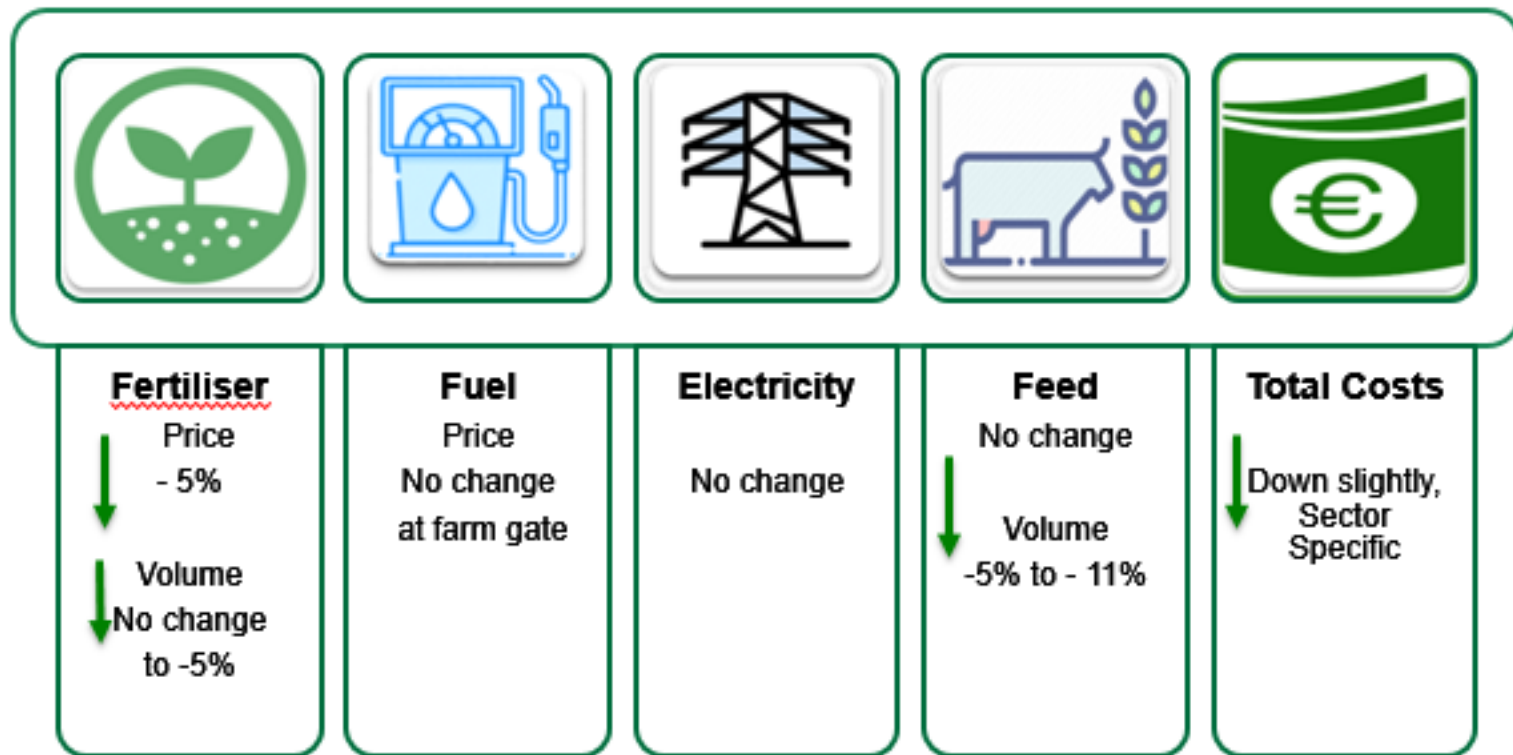 Fertiliser
Price
- 5%
Volume
No change
to -5%
Fuel
Price
No change
at farm gate
Electricity
No change
Feed
No change
Volume
-5% to - 11%
€
Total Costs
Down slightly,
Sector
Specific